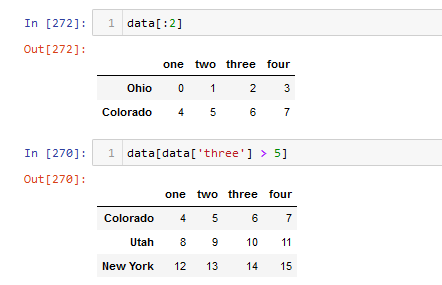 In [272]: 1 data[:2]
Out[272]:
one two three four
Ohio 0 1 2 3
Colorado 4 5 6 7
In [270]: 1 data[data['three'] > 5]
Out[270]:
one two three four
Colorado 4 5 6 7
Utah 8 9 10 11
New York 12 13 14 15